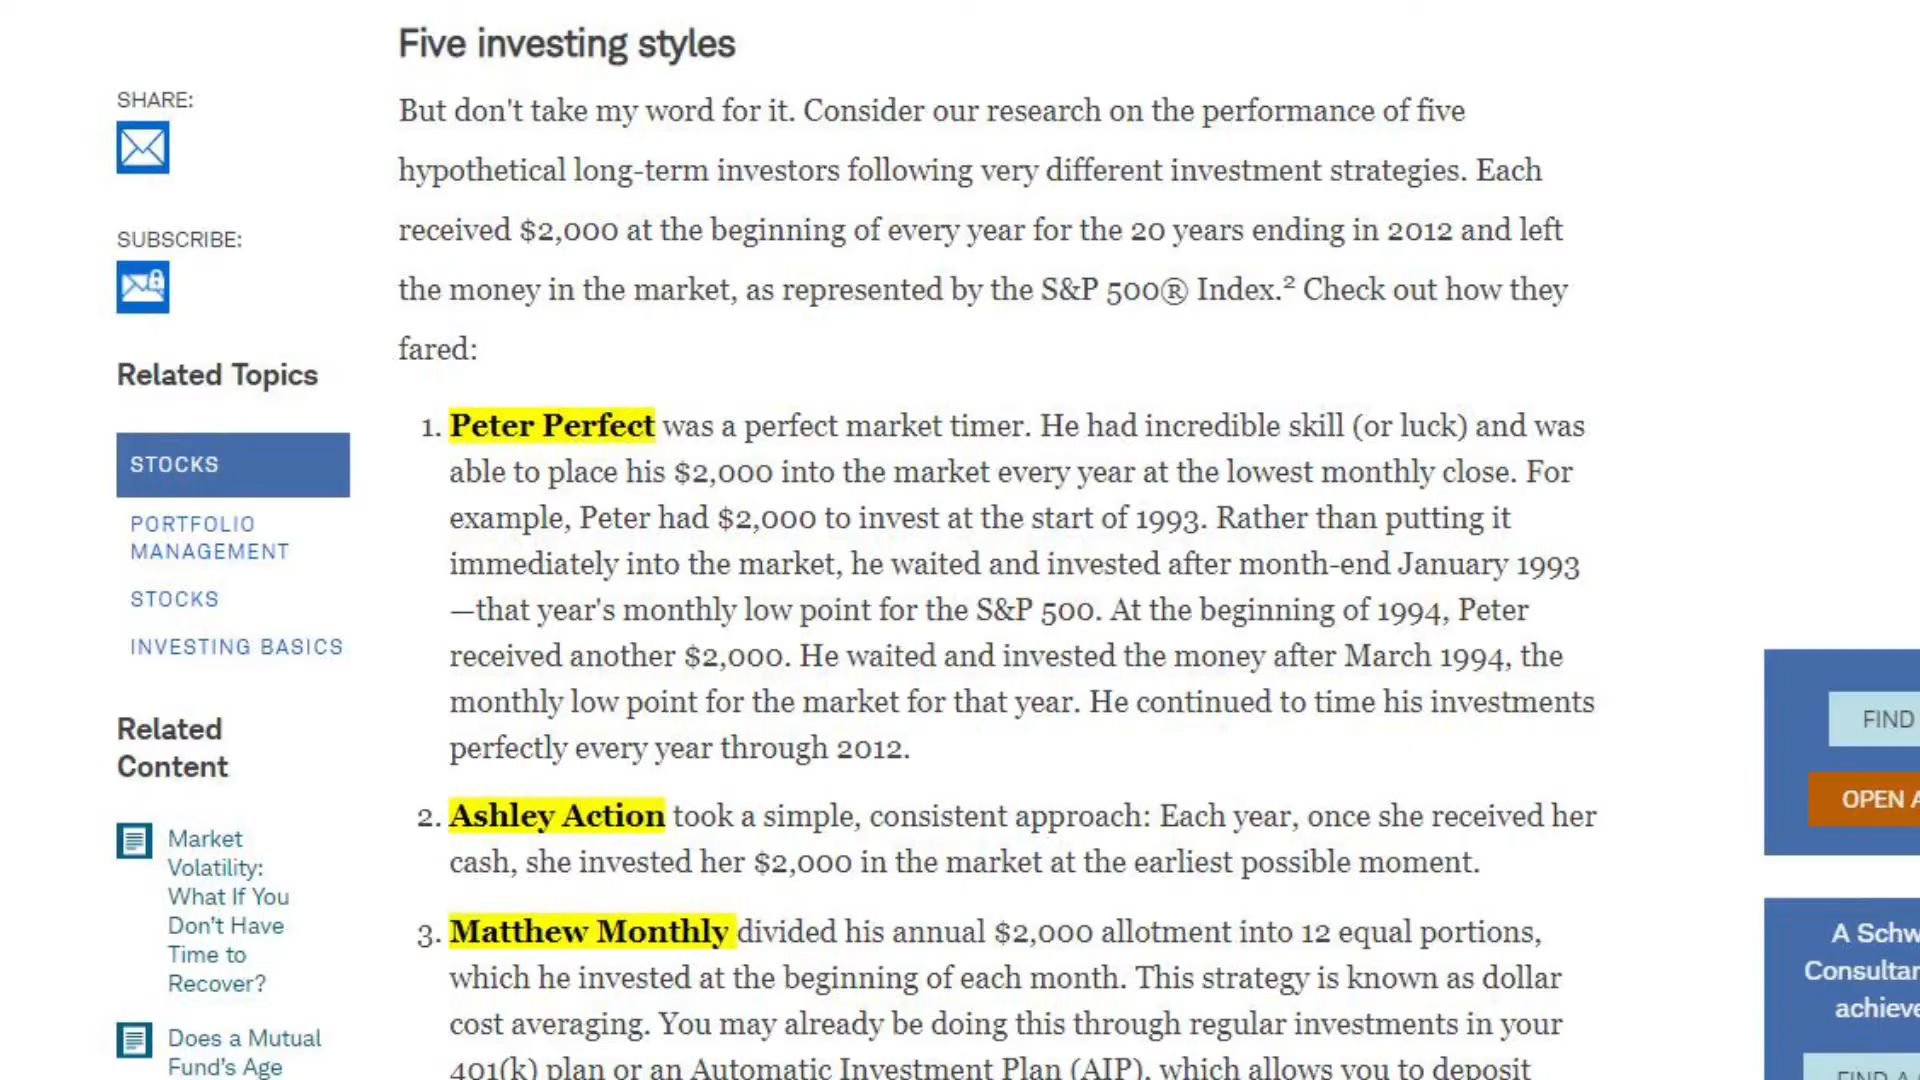 Five investing styles
But don't take my word for it. Consider our research on the performance of five
hypothetical long-term investors following very different investment strategies. Each
received $2,000 at the beginning of every year for the 20 years ending in 2012 and left
the money in the market, as represented by the S&P 500® Index.² Check out how they
fared:
1. Peter Perfect was a perfect market timer. He had incredible skill (or luck) and was
able to place his $2,000 into the market every year at the lowest monthly close. For
example, Peter had $2,000 to invest at the start of 1993. Rather than putting it
immediately into the market, he waited and invested after month-end January 1993
—that year's monthly low point for the S&P 500. At the beginning of 1994, Peter
received another $2,000. He waited and invested the money after March 1994, the
monthly low point for the market for that year. He continued to time his investments
perfectly every year through 2012.
2. Ashley Action took a simple, consistent approach: Each year, once she received her
cash, she invested her $2,000 in the market at the earliest possible moment.
3. Matthew Monthly divided his annual $2,000 allotment into 12 equal portions,
which he invested at the beginning of each month. This strategy is known as dollar
cost averaging. You may already be doing this through regular investments in your
401(k) plan or an Automatic Investment Plan (AIP), which allows you to deposit
SHARE:
SUBSCRIBE:
Related Topics
STOCKS
PORTFOLIO
MANAGEMENT
STOCKS
INVESTING BASICS
Related
Content
Market
Volatility:
What If You
Don't Have
Time to
Recover?
Does a Mutual
Fund's Age
FIND
OPEN A
A Schw
Consultan
achieve
FIND A